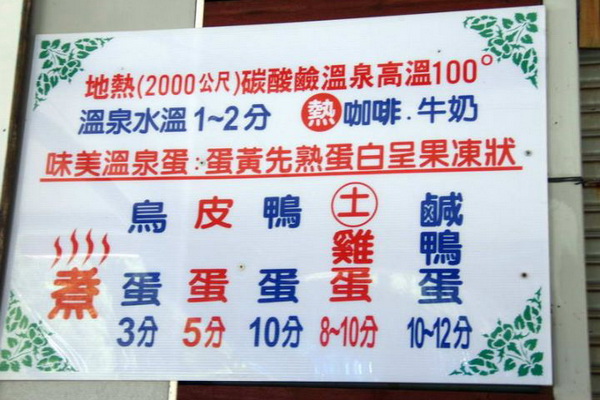 地熱(2000公尺)碳酸鹼溫泉高溫100°
溫泉水溫1~2分 熱咖啡.牛奶
味美溫泉蛋:蛋黃先熟蛋白呈果凍狀
煮
鳥蛋3分
皮蛋5分
鴨蛋10分
土雞蛋8~10分
鹹鴨蛋10~12分